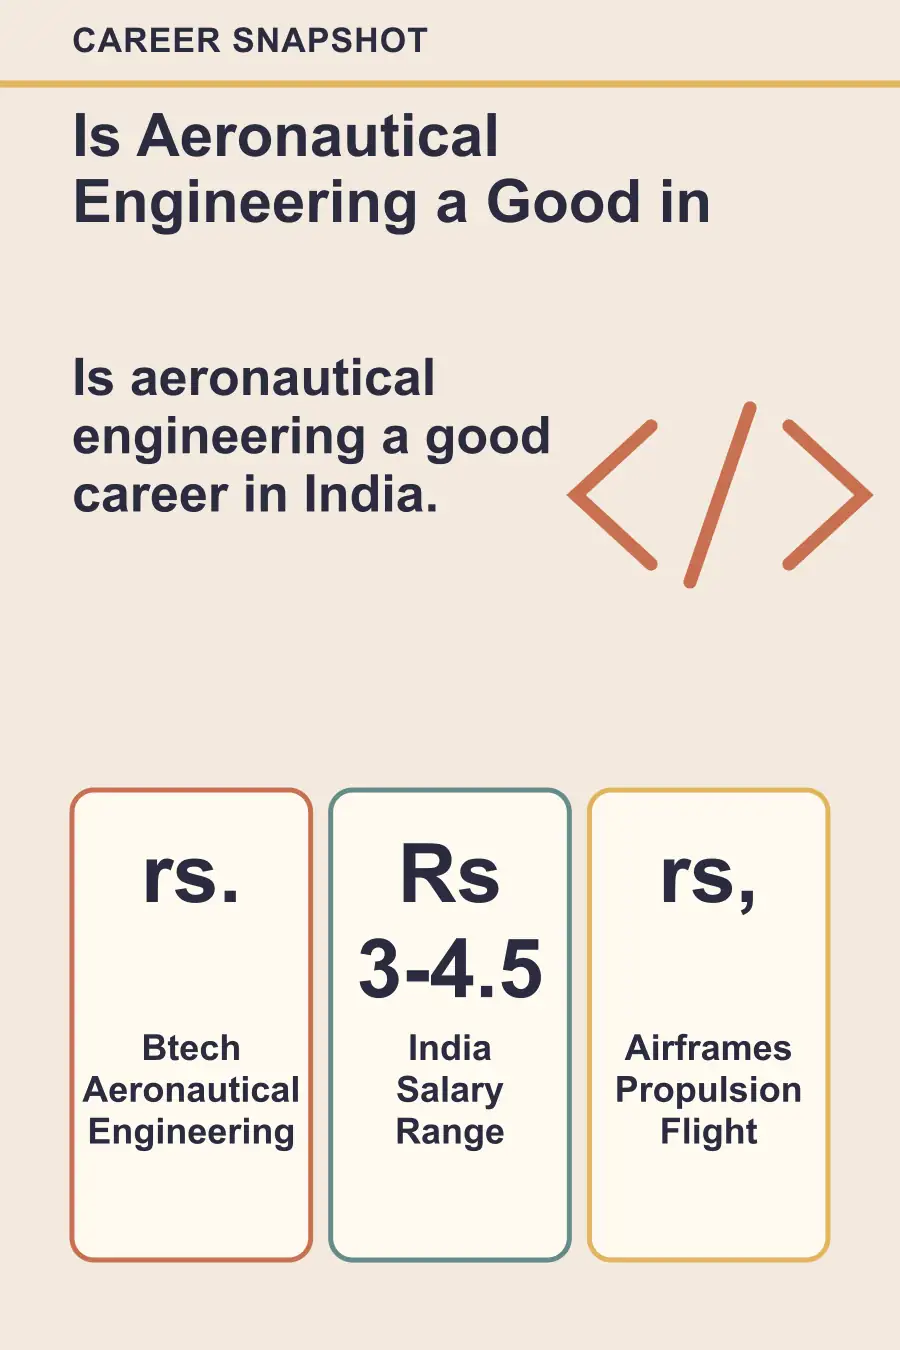 CAREER SNAPSHOT
Is Aeronautical
Engineering a Good in
Is aeronautical
engineering a good
career in India.
</>
rs.
Btech
Aeronautical
Engineering
Rs
3-4.5
India
Salary
Range
rs,
Airframes
Propulsion
Flight